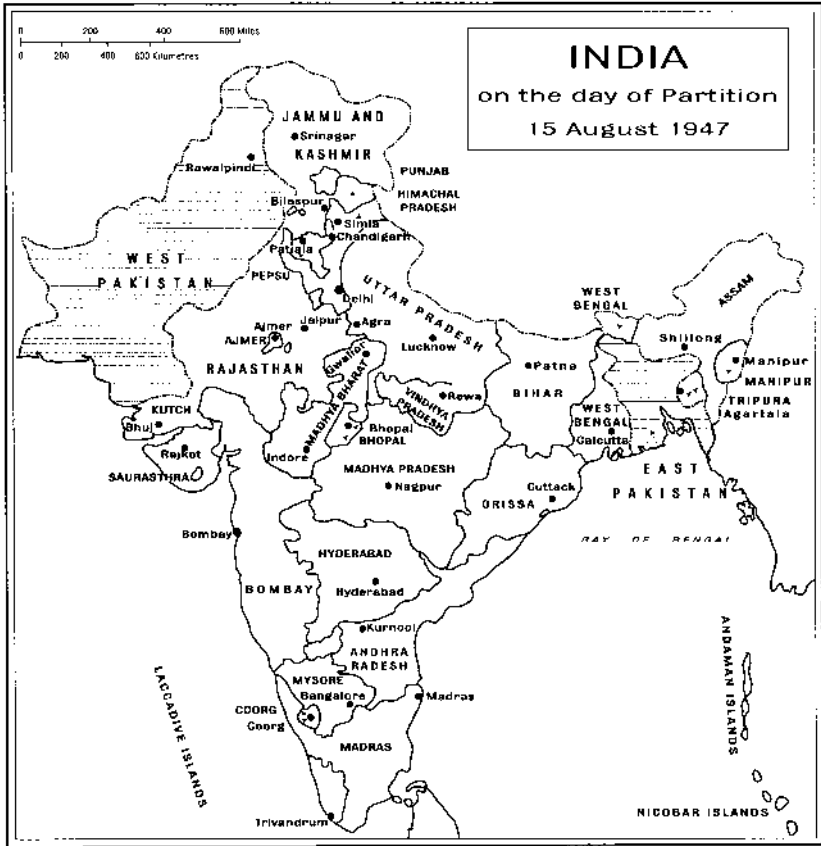 0 200 400 600 Miles
0 200 400 600 Kilometres
INDIA
on the day of Partition
15 August 1947
JAMMU AND
KASHMIR
Srinagar
Rawalpindi
PUNJAB
HIMACHAL
PRADESH
Bilaspur
Simla
Chandigarh
Patiala
WEST
PAKISTAN
PEPSU
Delhi
UTTAR PRADESH
WEST
BENGAL
ASSAM
Ajmer
AJMER
Jaipur
Agra
Lucknow
Shillong
RAJASTHAN
Gwalior
Patna
BIHAR
Manipur
MANIPUR
TRIPURA
Agartala
MADHYA BHARAT
VINDHYA
PRADESH
Rewa
KUTCH
Bhuj
Bhopal
BHOPAL
WEST
BENGAL
Calcutta
Rajkot
SAURASTHRA
Indore
MADHYA PRADESH
Nagpur
ORISSA
Cuttack
EAST
PAKISTAN
Bombay
BAY OF BENGAL
HYDERABAD
BOMBAY
Hyderabad
Kurnool
ANDHRA
RADESH
MYSORE
Bangalore
Madras
COORG
Coorg
MADRAS
LACCADIVE ISLANDS
ANDAMAN ISLANDS
NICOBAR ISLANDS
Trivandrum